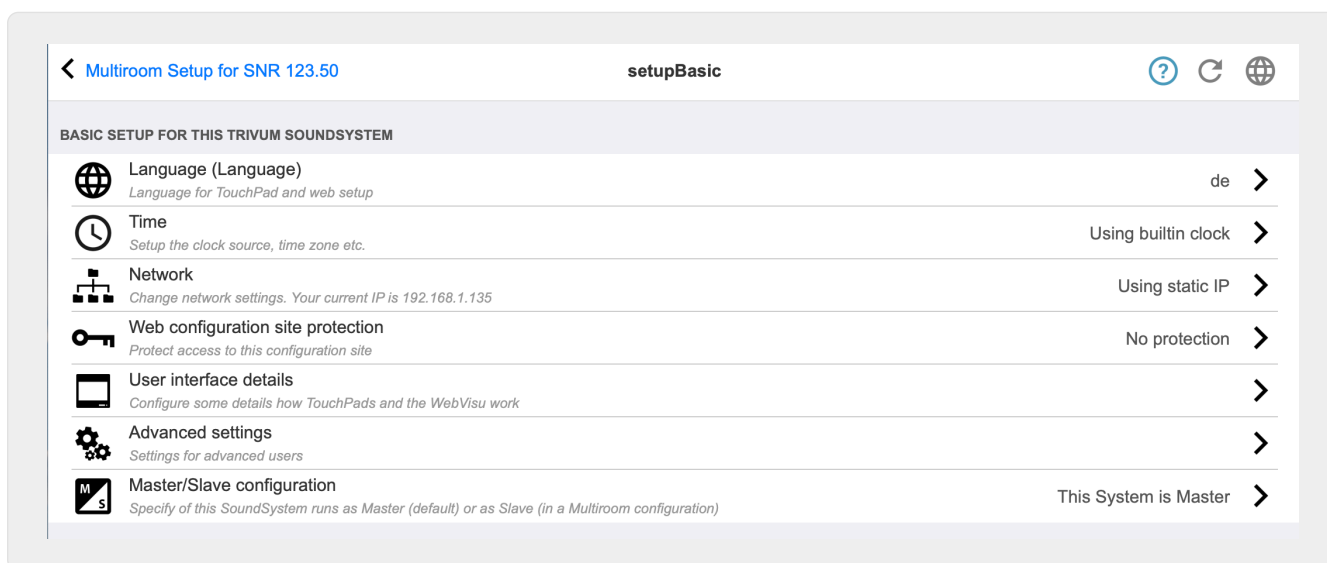 Multiroom Setup for SNR 123.50 setupBasic ?
BASIC SETUP FOR THIS TRIVUM SOUNDSYSTEM
Language (Language)
Language for TouchPad and web setup
de
Time
Setup the clock source, time zone etc.
Using builtin clock
Network
Change network settings. Your current IP is 192.168.1.135
Using static IP
Web configuration site protection
Protect access to this configuration site
No protection
User interface details
Configure some details how TouchPads and the WebVisu work
Advanced settings
Settings for advanced users
M
S
Master/Slave configuration
Specify of this SoundSystem runs as Master (default) or as Slave (in a Multiroom configuration)
This System is Master